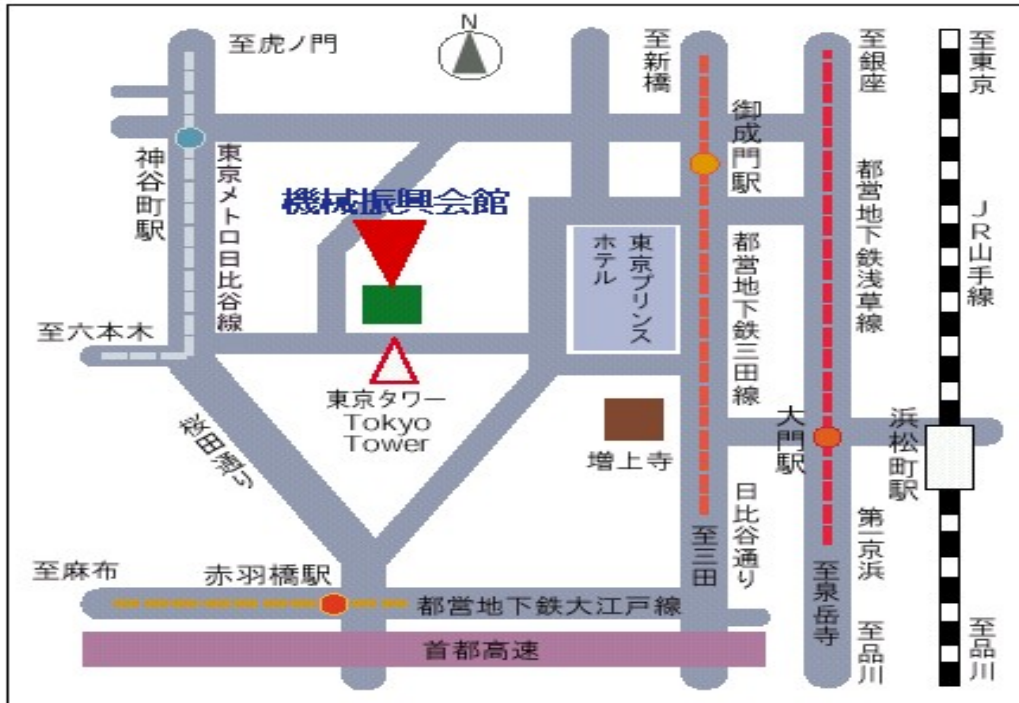 N
至虎ノ門
至新橋
至銀座
至東京
御成門駅
神谷町駅
東京メトロ日比谷線
機械振興会館
都営地下鉄浅草線
JR山手線
東京プリンス
ホテル
都営地下鉄三田線
至六本木
東京タワー
Tokyo
Tower
桜田通り
増上寺
大門駅
浜松町駅
日比谷通り
第一京浜
至三田
至泉岳寺
至麻布
赤羽橋駅
都営地下鉄大江戸線
首都高速
至品川
至品川